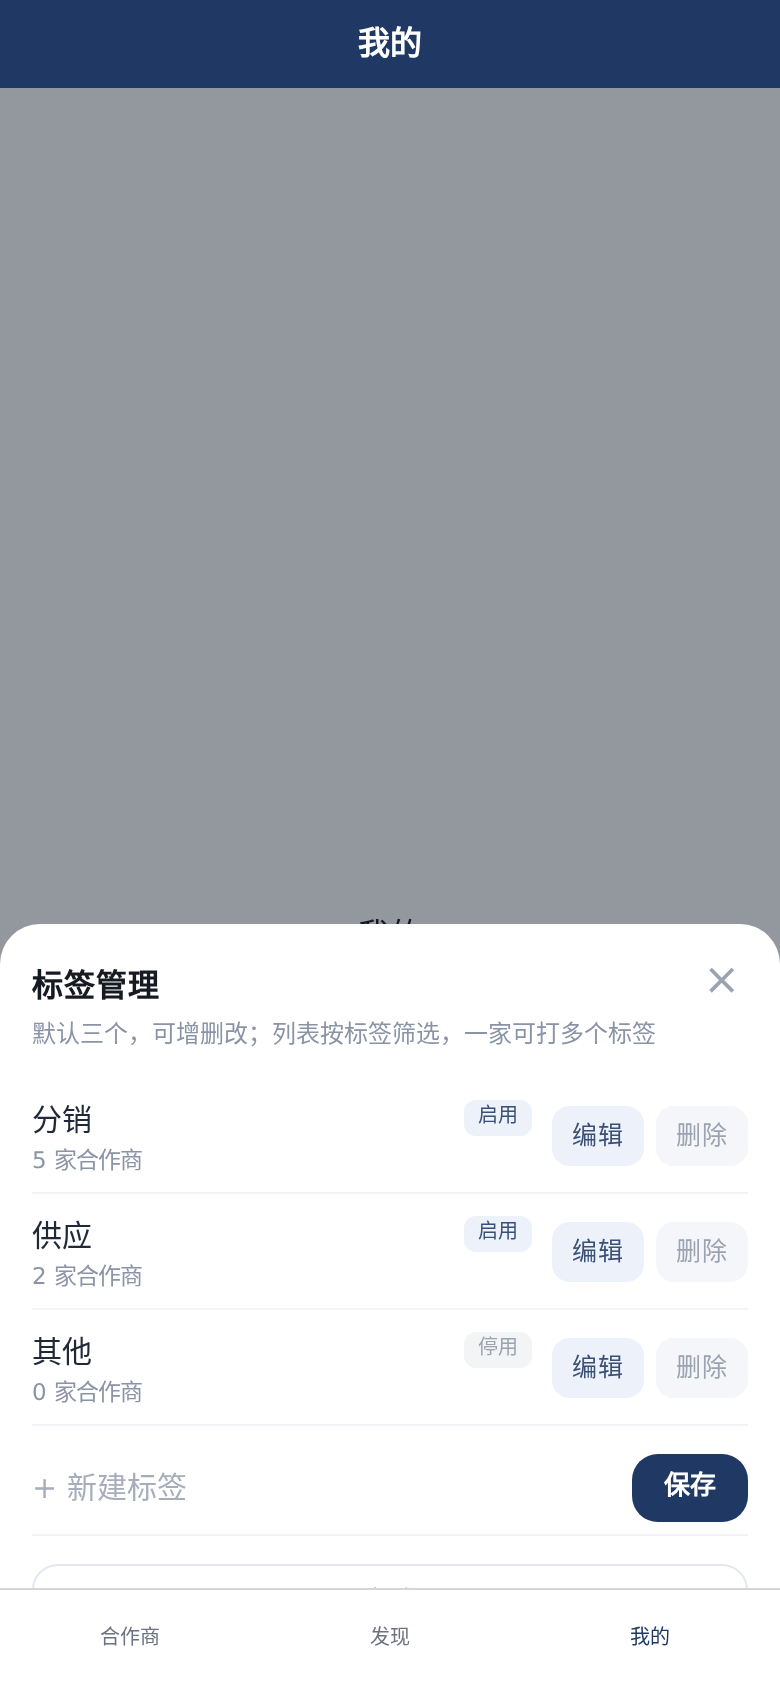 我的
标签管理
默认三个，可增删改；列表按标签筛选，一家可打多个标签
分销
启用
编辑
删除
5 家合作商
供应
启用
编辑
删除
2 家合作商
其他
停用
编辑
删除
0 家合作商
+ 新建标签
保存
合作商
发现
我的